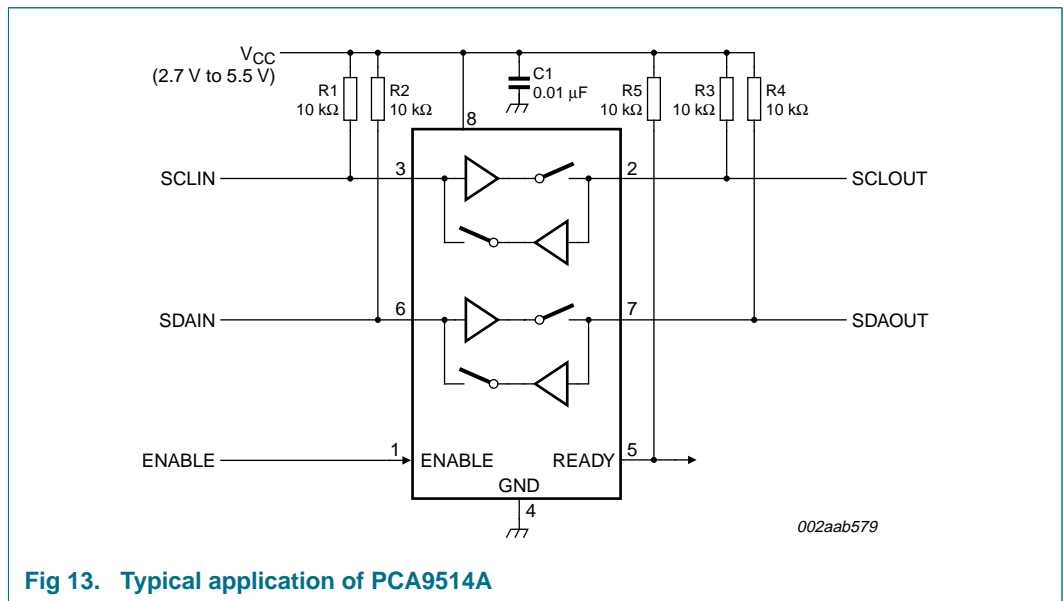 VCC
(2.7 V to 5.5 V)
R1
10 kΩ
R2
10 kΩ
C1
0.01 μF
R5
10 kΩ
R3
10 kΩ
R4
10 kΩ
8
SCLIN
3
2
SCLOUT
SDAIN
6
7
SDAOUT
ENABLE
1
ENABLE
READY
5
GND
4
002aab579
Fig 13. Typical application of PCA9514A